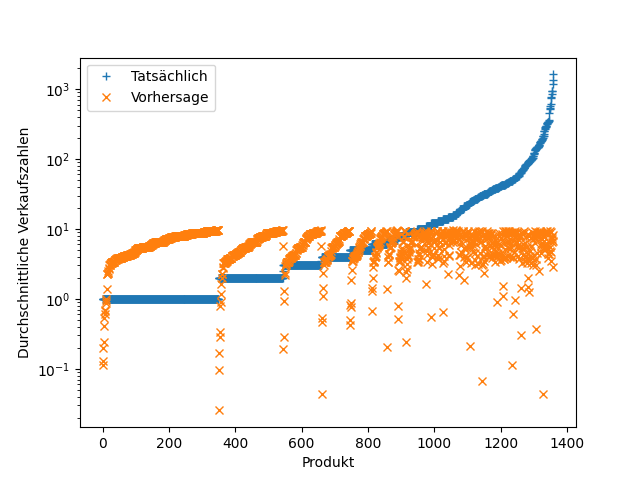 Tatsächlich
Vorhersage
Durchschnittliche Verkaufszahlen
10³
10²
10¹
10⁰
10⁻¹
0 200 400 600 800 1000 1200 1400
Produkt